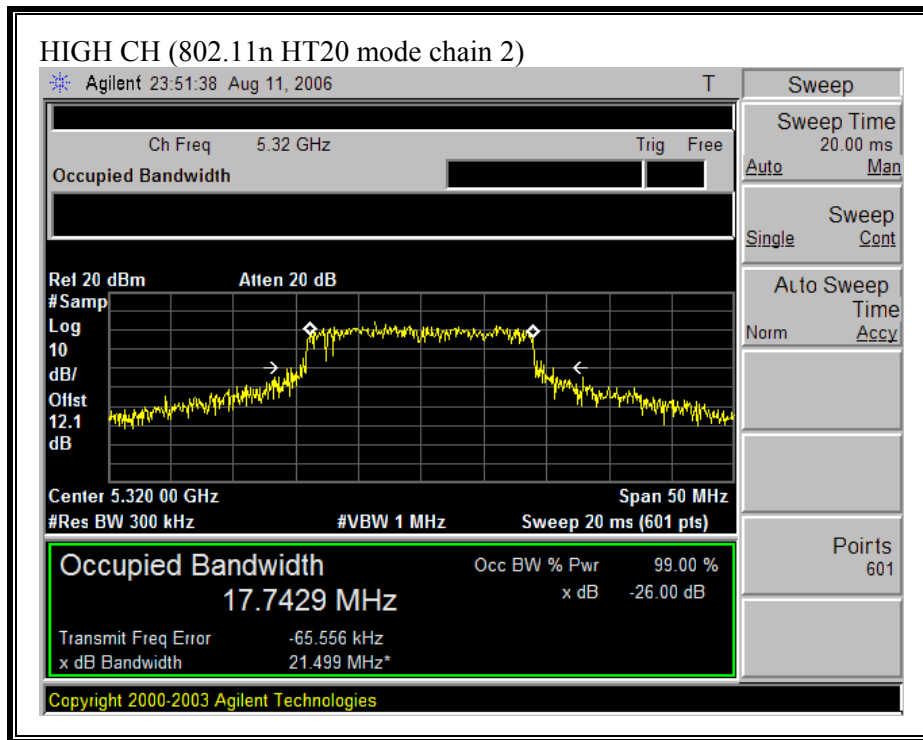 HIGH CH (802.11n HT20 mode chain 2)
Agilent 23:51:38 Aug 11, 2006 T
Sweep
Ch Freq 5.32 GHz Trig Free
Occupied Bandwidth
Sweep Time
20.00 ms
Auto Man
Sweep
Single Cont
Auto Sweep
Time
Norm Accy
Ref 20 dBm Atten 20 dB
#Samp
Log
10
dB/
Offst
12.1
dB
Center 5.320 00 GHz Span 50 MHz
#Res BW 300 kHz #VBW 1 MHz Sweep 20 ms (601 pts)
Points
601
Occupied Bandwidth Occ BW % Pwr 99.00 %
17.7429 MHz x dB -26.00 dB
Transmit Freq Error -65.556 kHz
x dB Bandwidth 21.499 MHz*
Copyright 2000-2003 Agilent Technologies